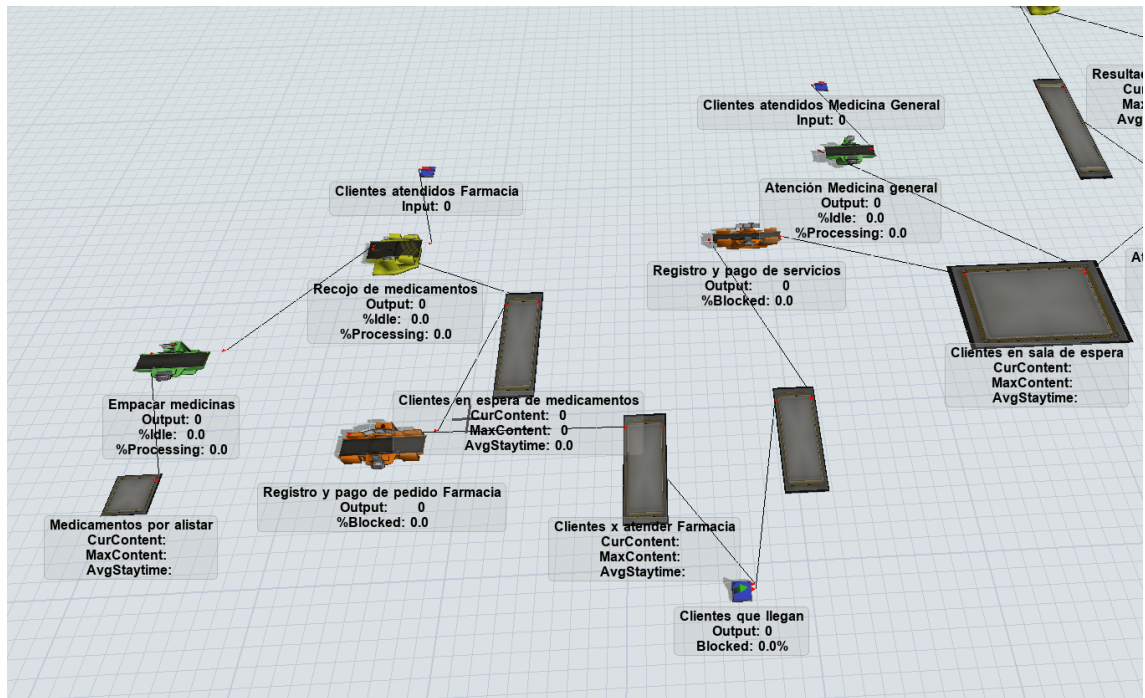 Resultad
Cur
Max
Avg
Clientes atendidos Medicina General
Input: 0
Clientes atendidos Farmacia
Input: 0
Atención Medicina general
Output: 0
%Idle: 0.0
%Processing: 0.0
Recojo de medicamentos
Output: 0
%Idle: 0.0
%Processing: 0.0
Registro y pago de servicios
Output: 0
%Blocked: 0.0
At
Clientes en sala de espera
CurContent:
MaxContent:
AvgStaytime:
Empacar medicinas
Output: 0
%Idle: 0.0
%Processing: 0.0
Clientes en espera de medicamentos
CurContent: 0
MaxContent: 0
AvgStaytime: 0.0
Registro y pago de pedido Farmacia
Output: 0
%Blocked: 0.0
Medicamentos por alistar
CurContent:
MaxContent:
AvgStaytime:
Clientes x atender Farmacia
CurContent:
MaxContent:
AvgStaytime:
Clientes que llegan
Output: 0
Blocked: 0.0%